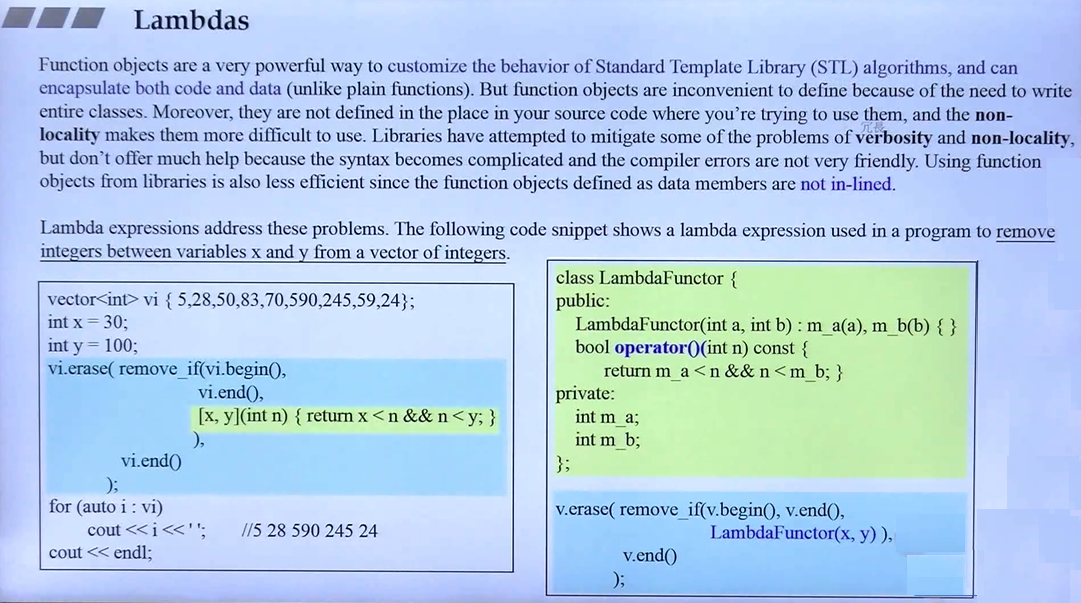 Lambdas
Function objects are a very powerful way to customize the behavior of Standard Template Library (STL) algorithms, and can
encapsulate both code and data (unlike plain functions). But function objects are inconvenient to define because of the need to write
entire classes. Moreover, they are not defined in the place in your source code where you’re trying to use them, and the non-
冗長
locality makes them more difficult to use. Libraries have attempted to mitigate some of the problems of verbosity and non-locality,
but don’t offer much help because the syntax becomes complicated and the compiler errors are not very friendly. Using function
objects from libraries is also less efficient since the function objects defined as data members are not in-lined.
Lambda expressions address these problems. The following code snippet shows a lambda expression used in a program to remove
integers between variables x and y from a vector of integers.
vector<int> vi { 5,28,50,83,70,590,245,59,24};
int x = 30;
int y = 100;
vi.erase( remove_if(vi.begin(),
vi.end(),
[x, y](int n) { return x < n && n < y; }
),
vi.end()
);
for (auto i : vi)
cout << i << ' '; //5 28 590 245 24
cout << endl;
class LambdaFunctor {
public:
LambdaFunctor(int a, int b) : m_a(a), m_b(b) { }
bool operator()(int n) const {
return m_a < n && n < m_b; }
private:
int m_a;
int m_b;
};
v.erase( remove_if(v.begin(), v.end(),
LambdaFunctor(x, y) ),
v.end()
);